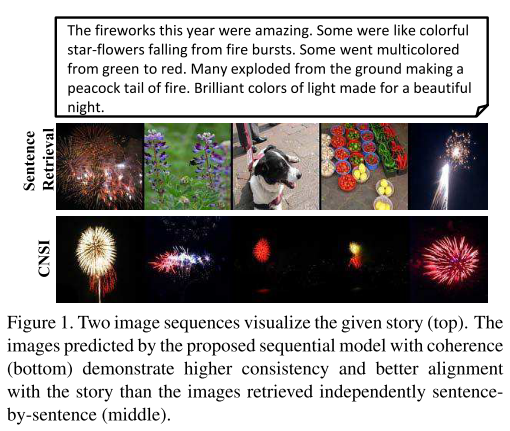 The fireworks this year were amazing. Some were like colorful
star-flowers falling from fire bursts. Some went multicolored
from green to red. Many exploded from the ground making a
peacock tail of fire. Brilliant colors of light made for a beautiful
night.
Sentence
Retrieval
CNSI
Figure 1. Two image sequences visualize the given story (top). The
images predicted by the proposed sequential model with coherence
(bottom) demonstrate higher consistency and better alignment
with the story than the images retrieved independently sentence-
by-sentence (middle).